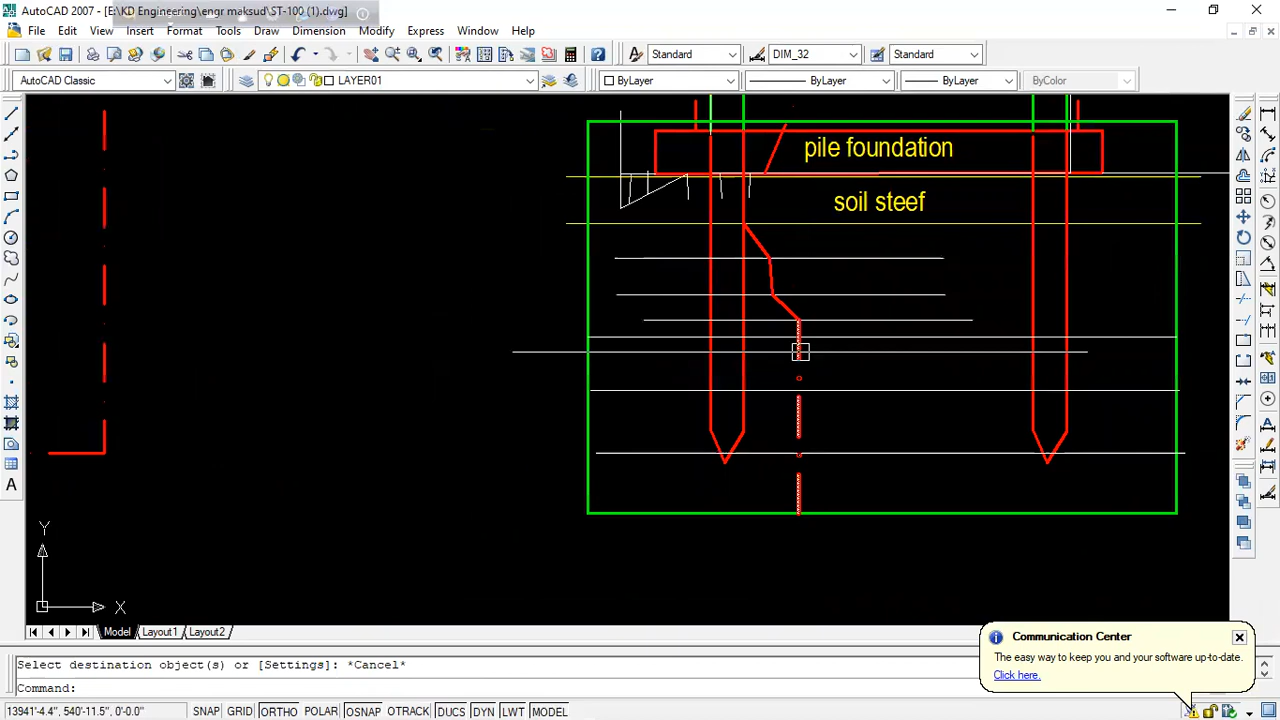 AutoCAD 2007 - [E:\KD Engineering\engr maksud\ST-100 (1).dwg]
File Edit View Insert Format Tools Draw Dimension Modify Express Window Help
Standard DIM_32 Standard
AutoCAD Classic LAYER01 ByLayer ByLayer ByLayer ByColor
pile foundation
soil steef
Y
X
Model Layout1 Layout2
Communication Center
The easy way to keep you and your software up-to-date.
Click here.
Select destination object(s) or [Settings]: *Cancel*
Command:
13941'-4.4", 540'-11.5", 0'-0.0" SNAP GRID ORTHO POLAR OSNAP OTRACK DUCS DYN LWT MODEL